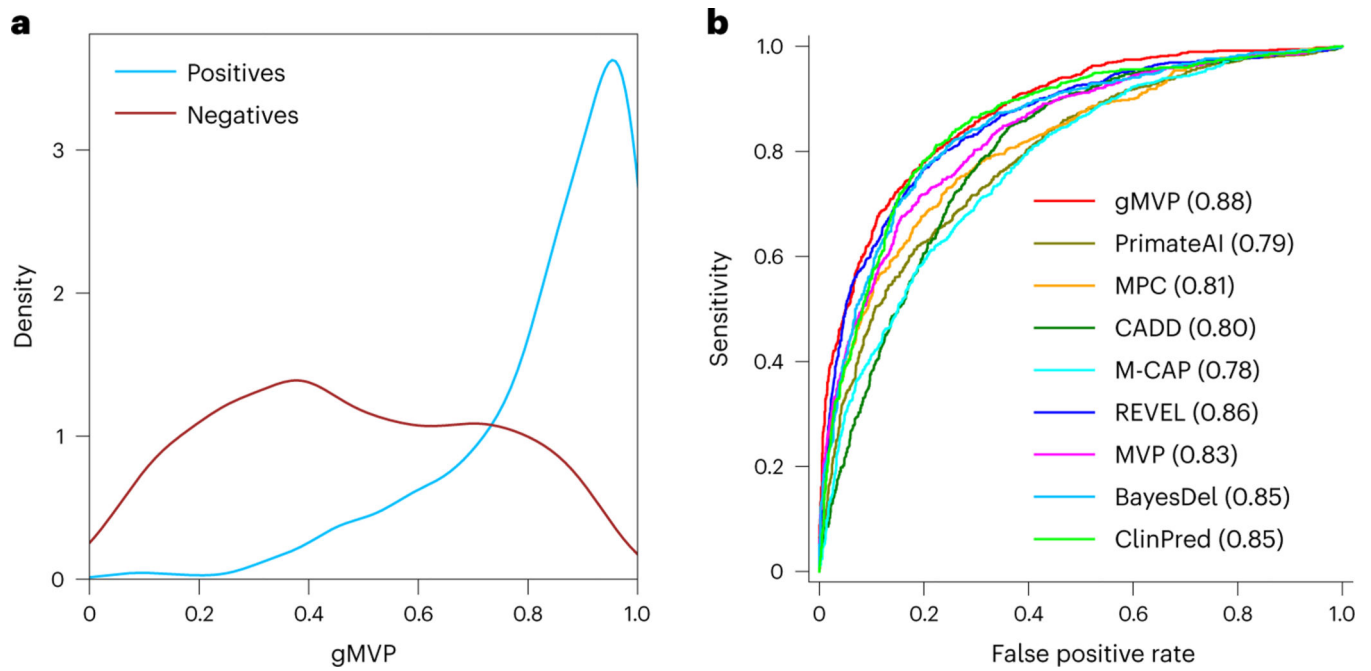 a
Positives
Negatives
3
2
1
0
Density
0 0.2 0.4 0.6 0.8 1.0
gMVP
b
1.0
0.8
0.6
0.4
0.2
0
Sensitivity
gMVP (0.88)
PrimateAI (0.79)
MPC (0.81)
CADD (0.80)
M-CAP (0.78)
REVEL (0.86)
MVP (0.83)
BayesDel (0.85)
ClinPred (0.85)
0 0.2 0.4 0.6 0.8 1.0
False positive rate